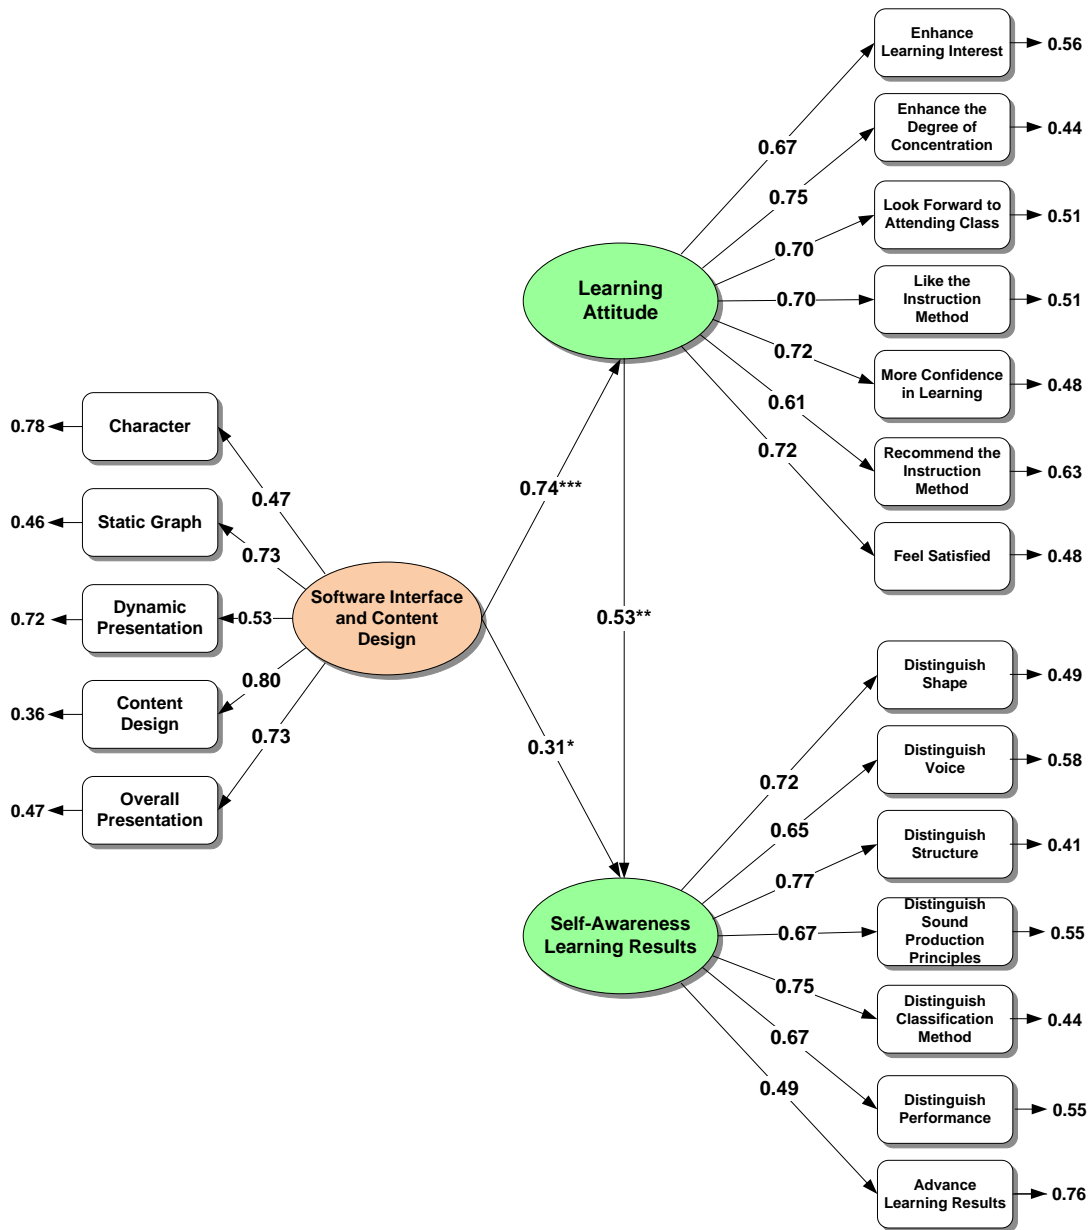 Enhance
Learning Interest
0.56
0.67
Enhance the
Degree of
Concentration
0.44
0.75
Look Forward to
Attending Class
0.51
0.70
Learning
Attitude
0.70
Like the
Instruction
Method
0.51
0.72
More Confidence
in Learning
0.48
0.61
Recommend the
Instruction
Method
0.63
0.72
Feel Satisfied
0.48
0.78
Character
0.47
0.46
Static Graph
0.73
0.72
Dynamic
Presentation
0.53
0.36
Content
Design
0.80
0.47
Overall
Presentation
0.73
Software Interface
and Content
Design
0.74***
0.53**
0.31*
Distinguish
Shape
0.49
0.72
Distinguish
Voice
0.58
0.65
Distinguish
Structure
0.41
0.77
Self-Awareness
Learning Results
0.67
Distinguish
Sound
Production
Principles
0.55
0.75
Distinguish
Classification
Method
0.44
0.67
Distinguish
Performance
0.55
0.49
Advance
Learning Results
0.76